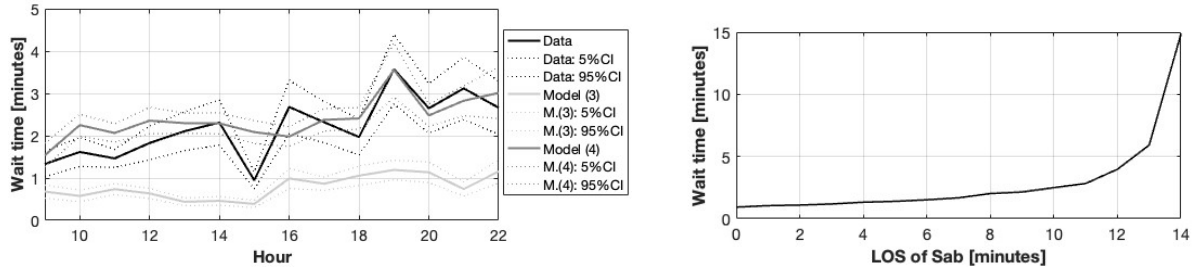 Wait time [minutes]
5
4
3
2
1
0
10 12 14 16 18 20 22
Hour
Data
Data: 5%CI
Data: 95%CI
Model (3)
M.(3): 5%CI
M.(3): 95%CI
Model (4)
M.(4): 5%CI
M.(4): 95%CI
Wait time [minutes]
15
10
5
0
0 2 4 6 8 10 12 14
LOS of Sab [minutes]